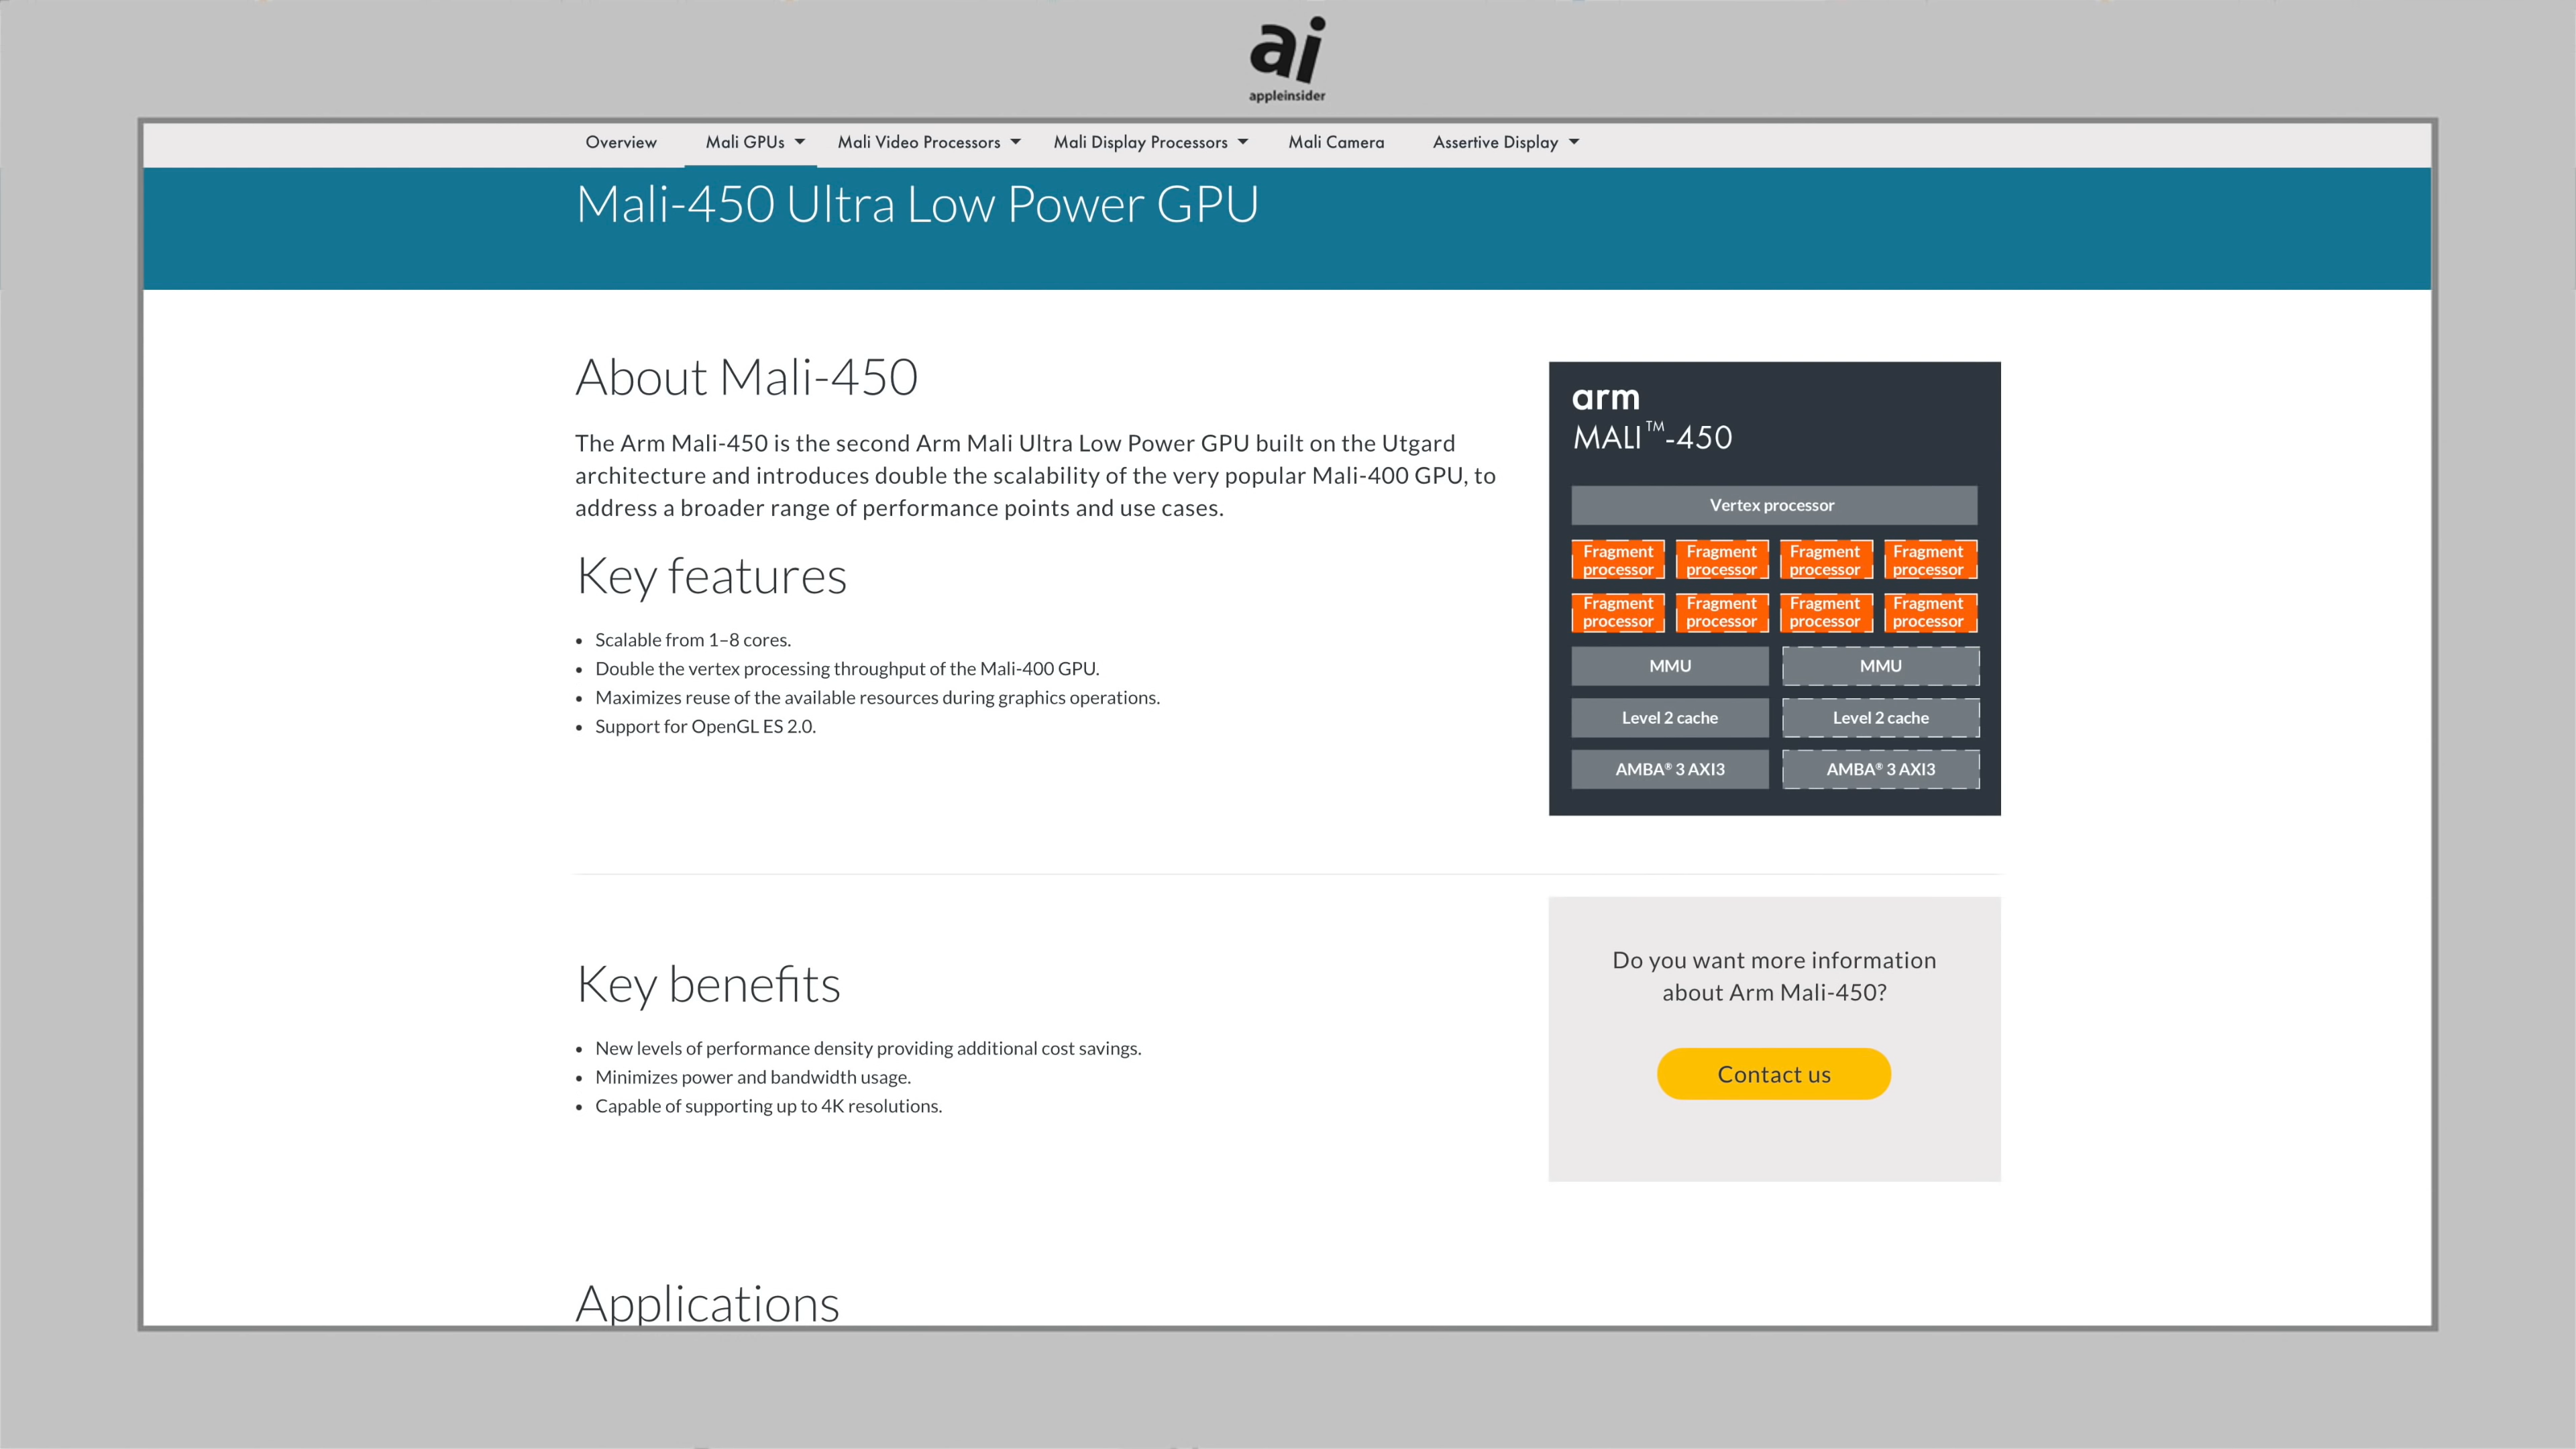 ai
appleinsider
Overview Mali GPUs Mali Video Processors Mali Display Processors Mali Camera Assertive Display
Mali-450 Ultra Low Power GPU
About Mali-450
The Arm Mali-450 is the second Arm Mali Ultra Low Power GPU built on the Utgard
architecture and introduces double the scalability of the very popular Mali-400 GPU, to
address a broader range of performance points and use cases.
Key features
• Scalable from 1–8 cores.
• Double the vertex processing throughput of the Mali-400 GPU.
• Maximizes reuse of the available resources during graphics operations.
• Support for OpenGL ES 2.0.
arm
MALI™-450
Vertex processor
Fragment Fragment Fragment Fragment
processor processor processor processor
Fragment Fragment Fragment Fragment
processor processor processor processor
MMU MMU
Level 2 cache Level 2 cache
AMBA® 3 AXI3 AMBA® 3 AXI3
Key benefits
• New levels of performance density providing additional cost savings.
• Minimizes power and bandwidth usage.
• Capable of supporting up to 4K resolutions.
Do you want more information
about Arm Mali-450?
Contact us
Applications